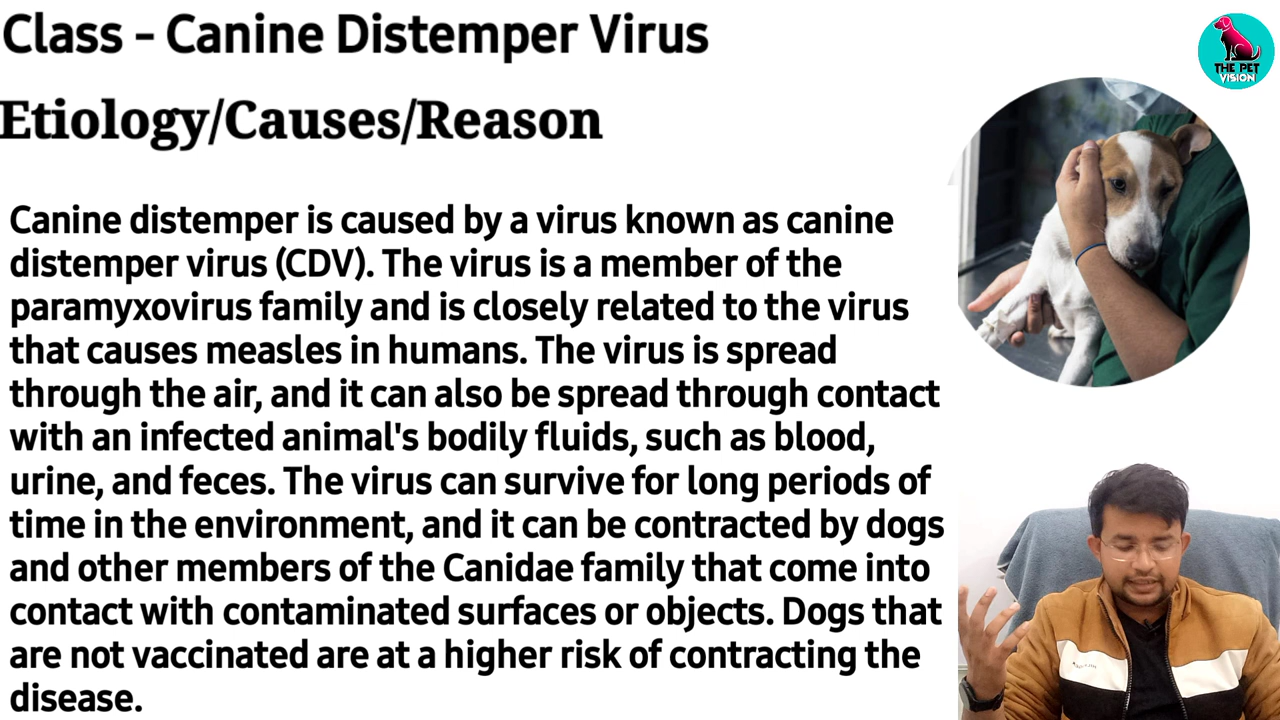 Class - Canine Distemper Virus
THE PET
VISION
Etiology/Causes/Reason
Canine distemper is caused by a virus known as canine
distemper virus (CDV). The virus is a member of the
paramyxovirus family and is closely related to the virus
that causes measles in humans. The virus is spread
through the air, and it can also be spread through contact
with an infected animal's bodily fluids, such as blood,
urine, and feces. The virus can survive for long periods of
time in the environment, and it can be contracted by dogs
and other members of the Canidae family that come into
contact with contaminated surfaces or objects. Dogs that
are not vaccinated are at a higher risk of contracting the
disease.